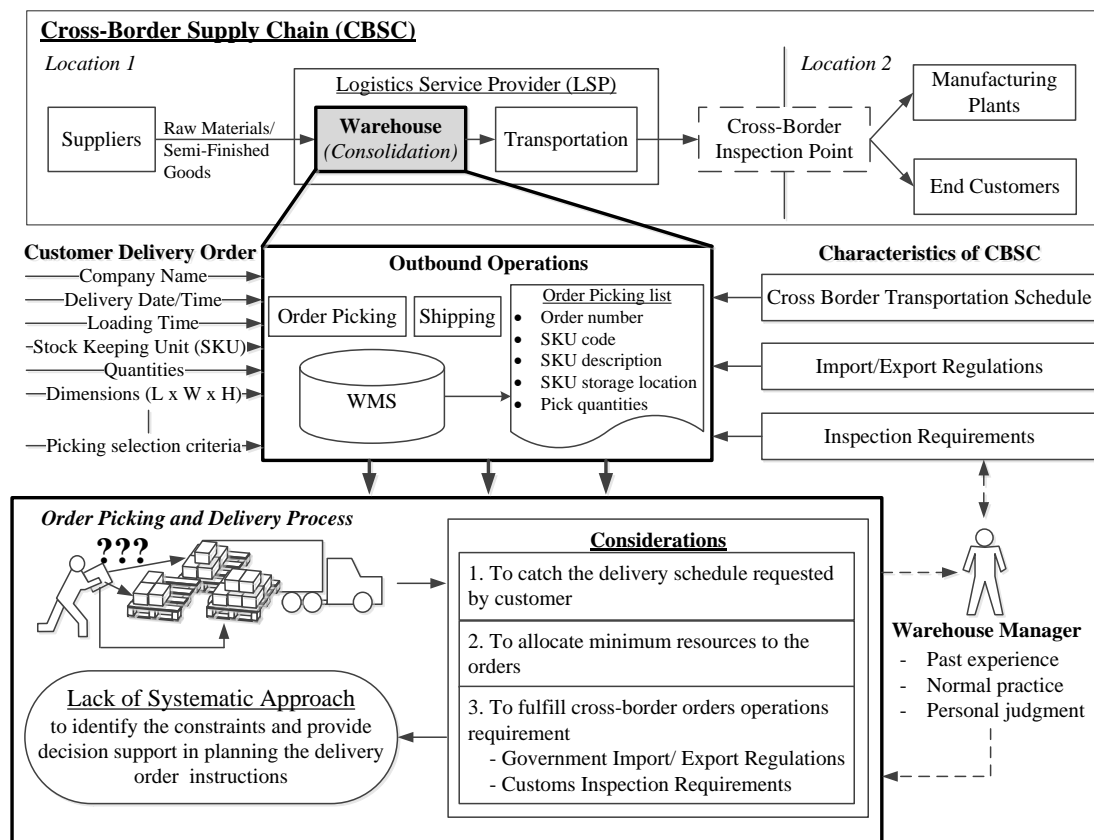 Cross-Border Supply Chain (CBSC)
Location 1
Location 2
Logistics Service Provider (LSP)
Suppliers
Raw Materials/
Semi-Finished
Goods
Warehouse
(Consolidation)
Transportation
Cross-Border
Inspection Point
Manufacturing
Plants
End Customers
Customer Delivery Order
Company Name
Delivery Date/Time
Loading Time
Stock Keeping Unit (SKU)
Quantities
Dimensions (L x W x H)
Picking selection criteria
Outbound Operations
Order Picking
Shipping
WMS
Order Picking list
• Order number
• SKU code
• SKU description
• SKU storage location
• Pick quantities
Characteristics of CBSC
Cross Border Transportation Schedule
Import/Export Regulations
Inspection Requirements
Order Picking and Delivery Process
???
Lack of Systematic Approach
to identify the constraints and provide
decision support in planning the delivery
order instructions
Considerations
1. To catch the delivery schedule requested
by customer
2. To allocate minimum resources to the
orders
3. To fulfill cross-border orders operations
requirement
- Government Import/ Export Regulations
- Customs Inspection Requirements
Warehouse Manager
- Past experience
- Normal practice
- Personal judgment